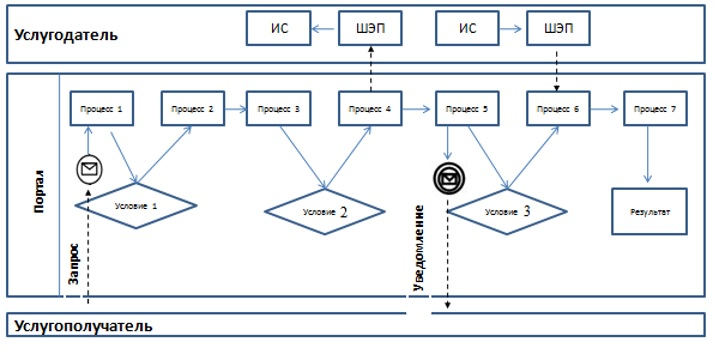 Услугодатель
ИС
ШЭП
ИС
ШЭП
Портал
Процесс 1
Процесс 2
Процесс 3
Процесс 4
Процесс 5
Процесс 6
Процесс 7
Условие 1
Условие 2
Условие 3
Результат
Запрос
Уведомление
Услугополучатель